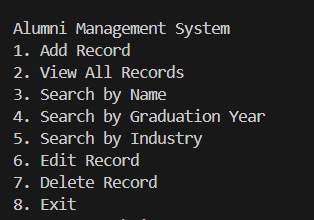 Alumni Management System
1. Add Record
2. View All Records
3. Search by Name
4. Search by Graduation Year
5. Search by Industry
6. Edit Record
7. Delete Record
8. Exit